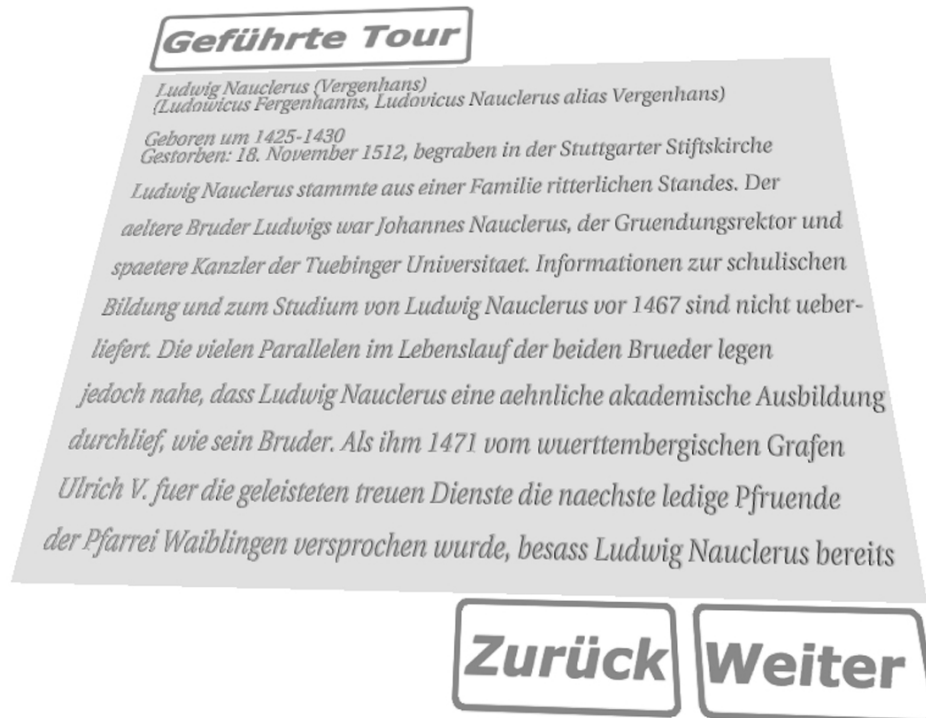 Geführte Tour
Ludwig Nauclerus (Vergenhans)
(Ludowicus Fergenhanns, Ludovicus Nauclerus alias Vergenhans)
Geboren um 1425-1430
Gestorben: 18. November 1512, begraben in der Stuttgarter Stiftskirche
Ludwig Nauclerus stammte aus einer Familie ritterlichen Standes. Der
aeltere Bruder Ludwigs war Johannes Nauclerus, der Gruendungsrektor und
spaetere Kanzler der Tuebinger Universitaet. Informationen zur schulischen
Bildung und zum Studium von Ludwig Nauclerus vor 1467 sind nicht ueber-
liefert. Die vielen Parallelen im Lebenslauf der beiden Brueder legen
jedoch nahe, dass Ludwig Nauclerus eine aehnliche akademische Ausbildung
durchlief, wie sein Bruder. Als ihm 1471 vom wuerttembergischen Grafen
Ulrich V. fuer die geleisteten treuen Dienste die naechste ledige Pfruende
der Pfarrei Waiblingen versprochen wurde, besass Ludwig Nauclerus bereits
Zurück Weiter